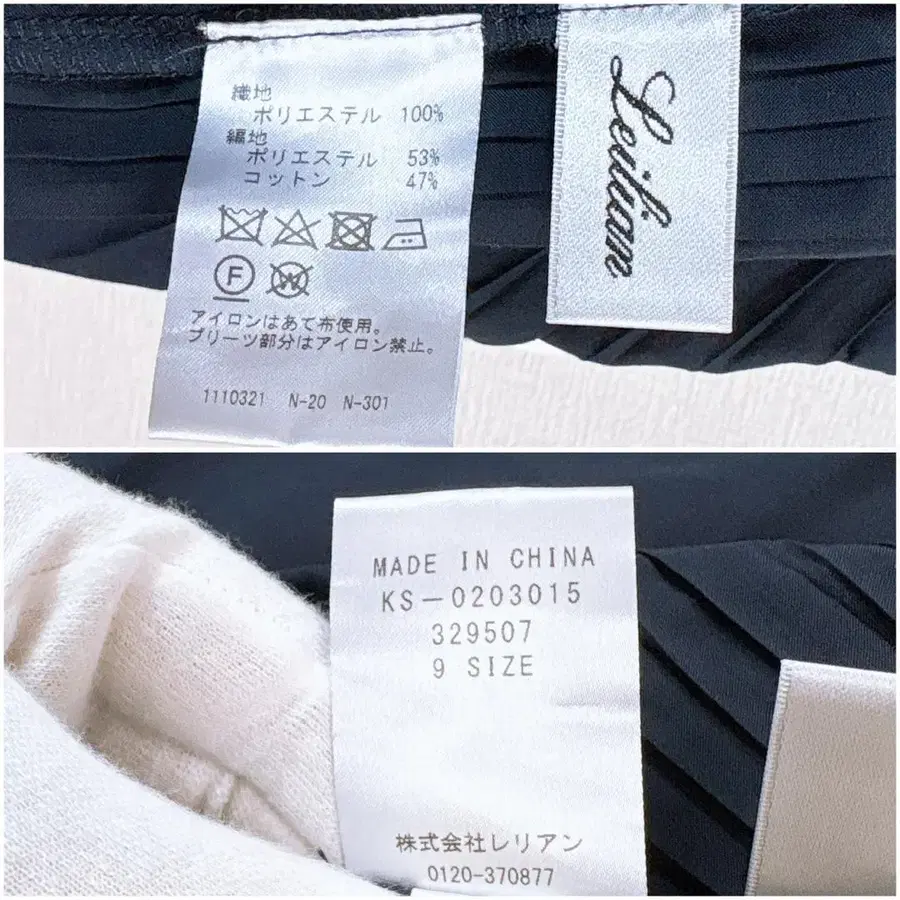 織地
ポリエステル 100%
編地
ポリエステル 53%
コットン 47%
F
W
アイロンはあて布使用。
プリーツ部分はアイロン禁止。
1110321 N-20 N-301
Leilian
MADE IN CHINA
KS-0203015
329507
9 SIZE
株式会社レリアン
0120-370877